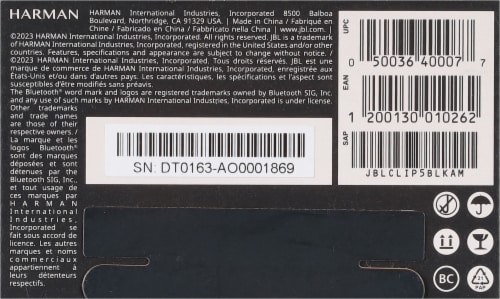 HARMAN
HARMAN International Industries, Incorporated 8500 Balboa
Boulevard, Northridge, CA 91329 USA | Made in China / Fabriqué en
Chine / Fabricado en China / Fabbricato nella China | www.jbl.com
©2023 HARMAN International Industries, Incorporated. All rights reserved. JBL is a trademark
of HARMAN International Industries, Incorporated, registered in the United States and/or other
countries. Features, specifications and appearance are subject to change without notice. /
©2023 HARMAN International Industries, Incorporated. Tous droits réservés. JBL est une
marque de commerce de HARMAN International Industries, Incorporated, enregistrée aux
États-Unis et/ou dans d'autres pays. Les caractéristiques, les spécifications et l'aspect sont
susceptibles d'être modifiés sans préavis.
The Bluetooth® word mark and logos are registered trademarks owned by Bluetooth SIG, Inc.
and any use of such marks by HARMAN International Industries, Incorporated is under license.
Other trademarks
and trade names
are those of their
respective owners. /
La marque et les
logos Bluetooth®
sont des marques
déposées et sont
détenues par the
Bluetooth SIG, Inc.,
et tout usage de
ces marques par
HARMAN
International
Industries,
Incorporated se
fait sous accord de
licence. Les autres
marques et noms
commerciaux
appartiennent à
leurs détenteurs
respectifs.
SN: DT0163-AO0001869
UPC
0 50036 40007 7
EAN
1 200130 010262
SAP
JBLCLIP5BLKAM
BC
21
PAP